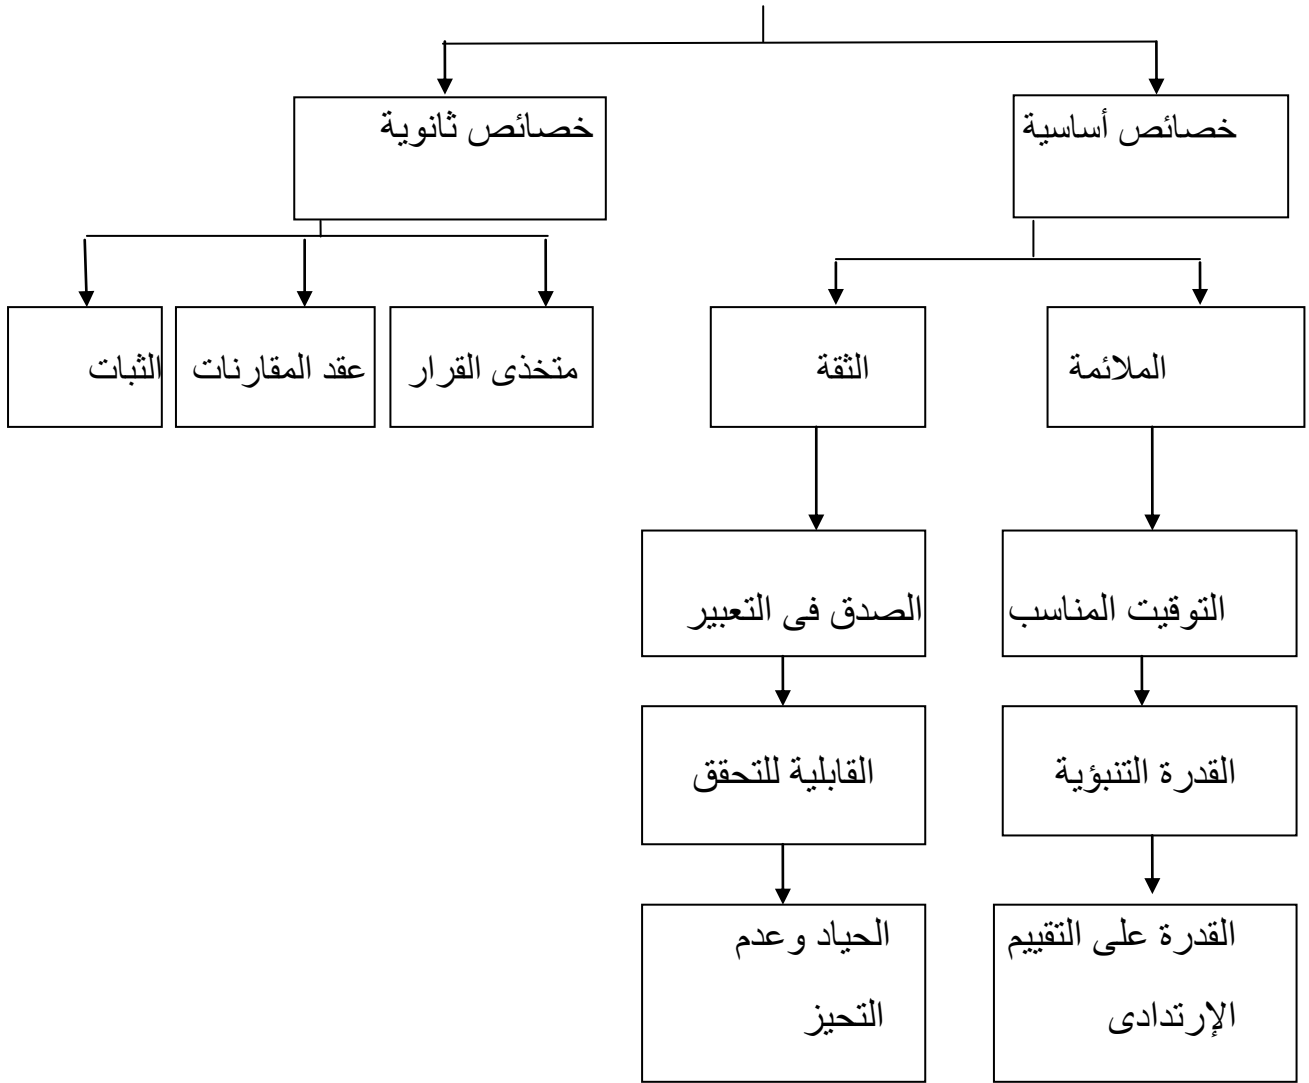 خصائص أساسية
خصائص ثانوية
الملائمة
الثقة
متخذى القرار
عقد المقارنات
الثبات
التوقيت المناسب
الصدق فى التعبير
القدرة التنبؤية
القابلية للتحقق
القدرة على التقييم
الإرتدادى
الحياد وعدم
التحيز